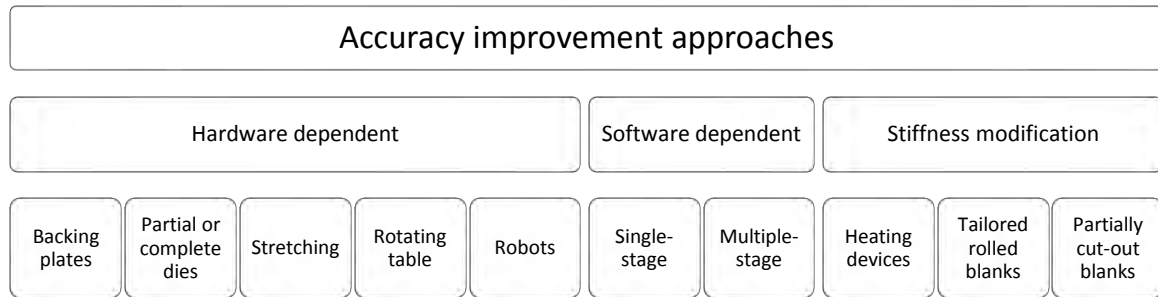 Accuracy improvement approaches
Hardware dependent
Software dependent
Stiffness modification
Backing
plates
Partial or
complete
dies
Stretching
Rotating
table
Robots
Single-
stage
Multiple-
stage
Heating
devices
Tailored
rolled
blanks
Partially
cut-out
blanks